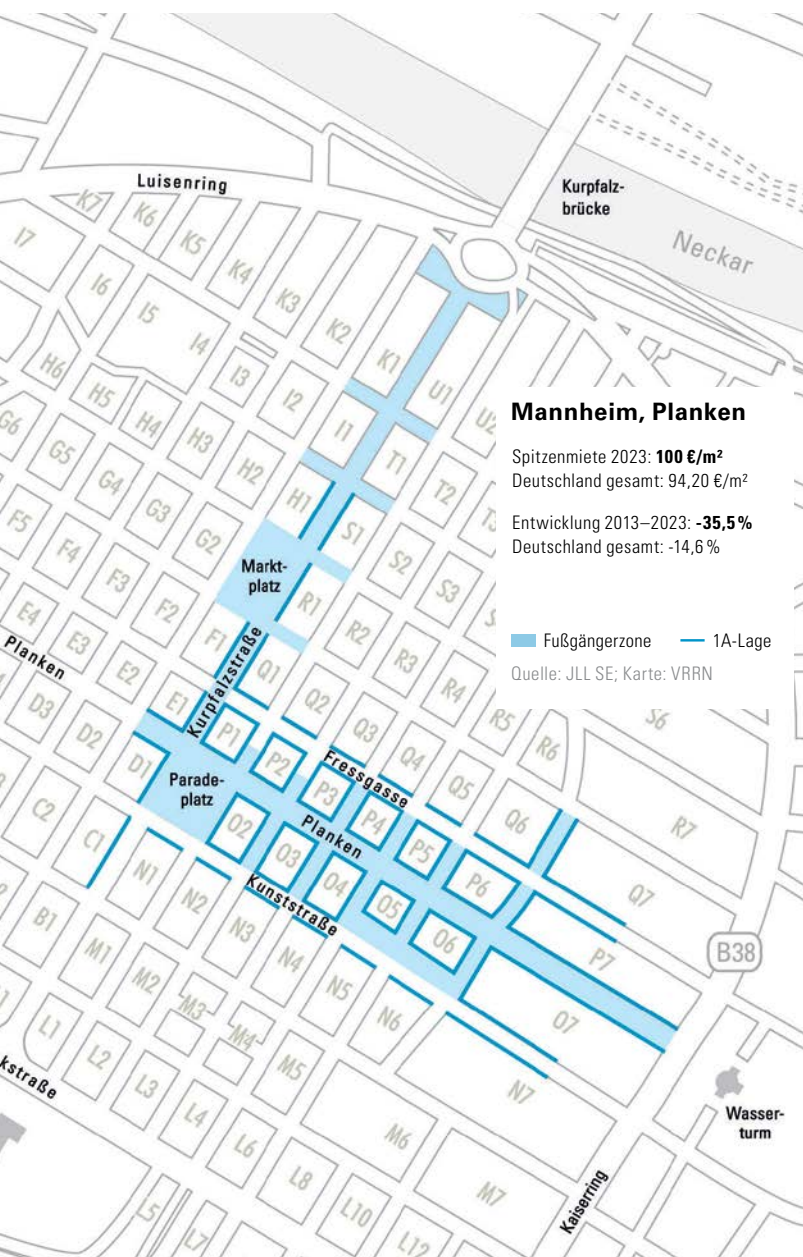 Luisenring
Kurpfalz-
brücke
Neckar
K7
K6
K5
K4
K3
K2
K1
U1
U2
I7
I6
I5
I4
I3
I2
I1
T1
T2
H6
H5
H4
H3
H2
H1
S1
S2
S3
G6
G5
G4
G3
G2
Markt-
platz
R1
R2
R3
R4
R5
R6
S6
R7
F5
F4
F3
F2
F1
Kurpfalzstraße
Q1
Q2
Q3
Q4
Q5
Q6
Q7
Mannheim, Planken
Spitzenmiete 2023: 100 €/m²
Deutschland gesamt: 94,20 €/m²
Entwicklung 2013–2023: -35,5 %
Deutschland gesamt: -14,6 %
Fußgängerzone
1A-Lage
Quelle: JLL SE; Karte: VRRN
E4
E3
E2
E1
Planken
Fressgasse
P1
P2
P3
P4
P5
P6
P7
D3
D2
D1
Parade-
platz
Planken
O2
O3
O4
O5
O6
O7
B38
C2
C1
Kunststraße
N1
N2
N3
N4
N5
N6
N7
B1
M1
M2
M3
M4
M5
M6
M7
L1
L2
L3
L4
L6
L8
L10
L12
L5
L7
kstraße
Kaiserring
Wasser-
turm